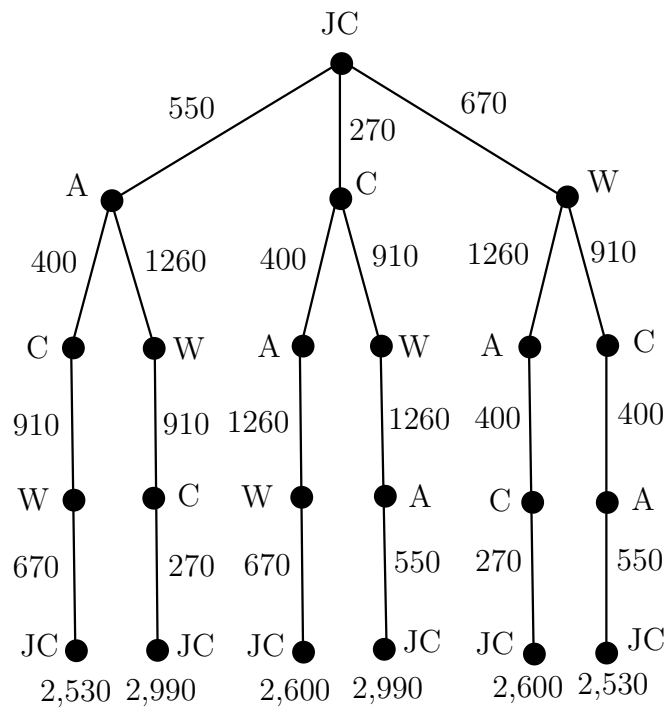 JC
550 270 670
A C W
400 1260 400 910 1260 910
C W A W A C
910 910 1260 1260 400 400
W C W A C A
670 270 670 550 270 550
JC JC JC JC JC JC
2,530 2,990 2,600 2,990 2,600 2,530